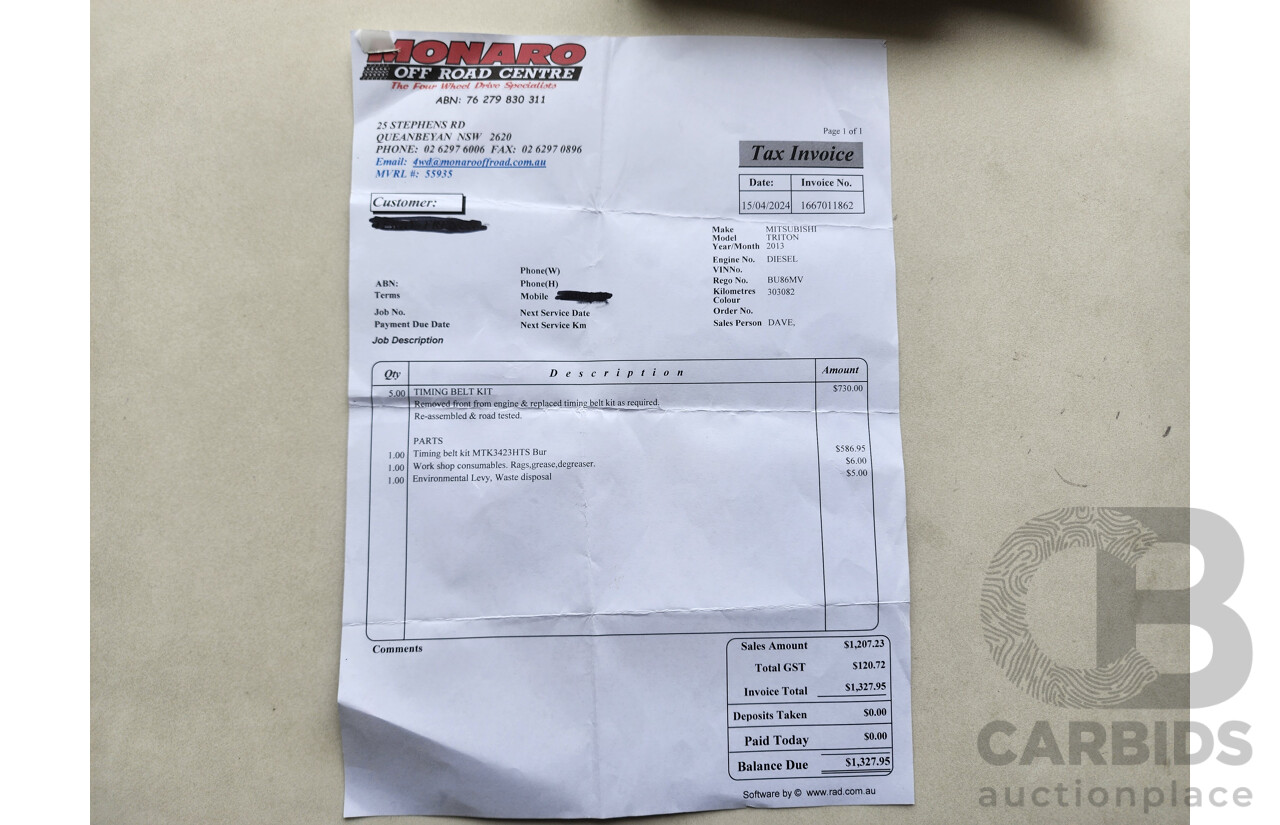 MONARO
OFF ROAD CENTRE
The Four Wheel Drive Specialists
ABN: 76 279 830 311
25 STEPHENS RD
QUEANBEYAN NSW 2620
PHONE: 02 6297 6006 FAX: 02 6297 0896
Email: 4wd@monarooffroad.com.au
MVRL #: 55935
Page 1 of 1
Tax Invoice
Date: Invoice No.
15/04/2024 1667011862
Customer:
Make MITSUBISHI
Model TRITON
Year/Month 2013
Engine No. DIESEL
VINNo.
Rego No. BU86MV
Kilometres 303082
Colour
Order No.
Sales Person DAVE,
Phone(W)
ABN: Phone(H)
Terms Mobile
Job No. Next Service Date
Payment Due Date Next Service Km
Job Description
Qty Description Amount
5.00 TIMING BELT KIT $730.00
Removed front from engine & replaced timing belt kit as required.
Re-assembled & road tested.
PARTS
1.00 Timing belt kit MTK3423HTS Bur $586.95
1.00 Work shop consumables. Rags,grease,degreaser. $6.00
1.00 Environmental Levy, Waste disposal $5.00
Comments
Sales Amount $1,207.23
Total GST $120.72
Invoice Total $1,327.95
Deposits Taken $0.00
Paid Today $0.00
Balance Due $1,327.95
Software by © www.rad.com.au
CB
CARBIDS
auctionplace